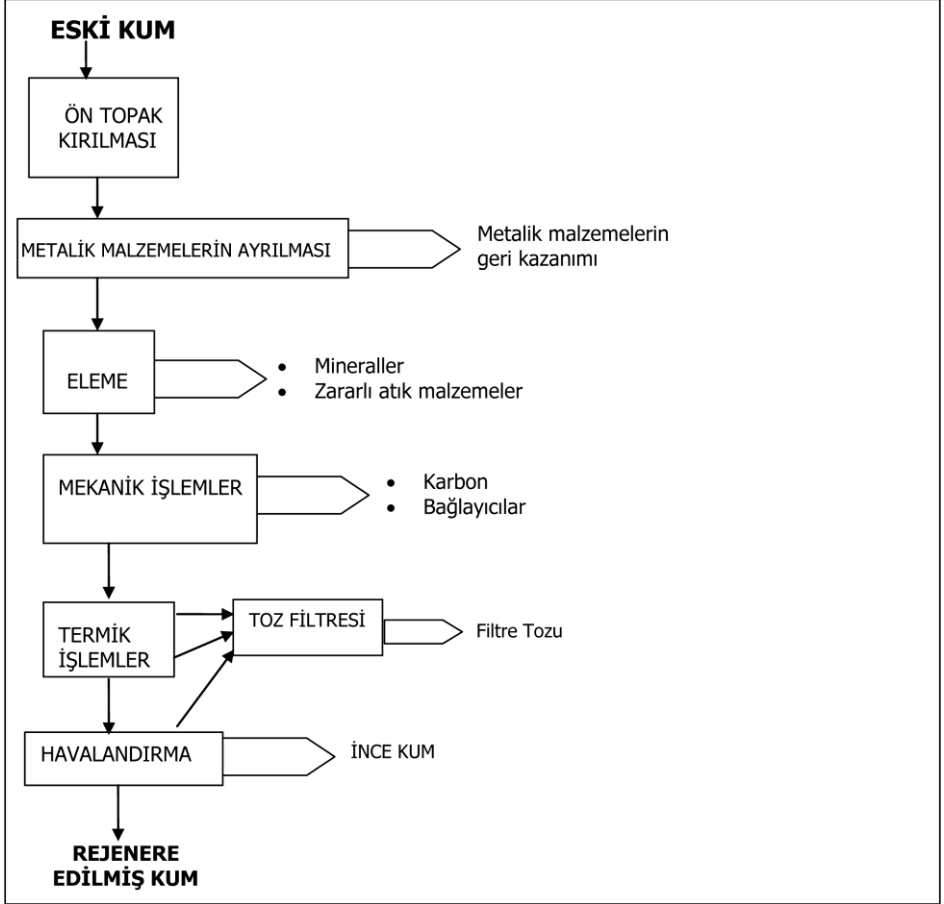 ESKİ KUM
ÖN TOPAK
KIRILMASI
METALİK MALZEMELERİN AYRILMASI
Metalik malzemelerin
geri kazanımı
ELEME
• Mineraller
• Zararlı atık malzemeler
MEKANİK İŞLEMLER
• Karbon
• Bağlayıcılar
TERMİK
İŞLEMLER
TOZ FİLTRESİ
Filtre Tozu
HAVALANDIRMA
İNCE KUM
REJENERE
EDİLMİŞ KUM